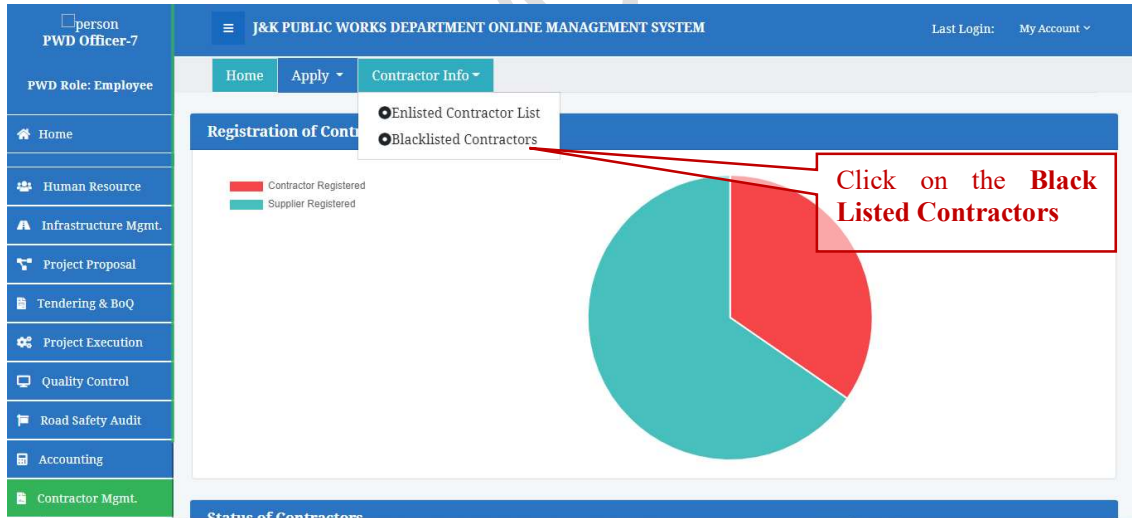 person
PWD Officer-7
PWD Role: Employee
Home
Human Resource
Infrastructure Mgmt.
Project Proposal
Tendering & BoQ
Project Execution
Quality Control
Road Safety Audit
Accounting
Contractor Mgmt.
J&K PUBLIC WORKS DEPARTMENT ONLINE MANAGEMENT SYSTEM
Last Login: My Account
Home Apply Contractor Info
Enlisted Contractor List
Blacklisted Contractors
Registration of Cont
Contractor Registered
Supplier Registered
Click on the Black
Listed Contractors
Status of Contractors